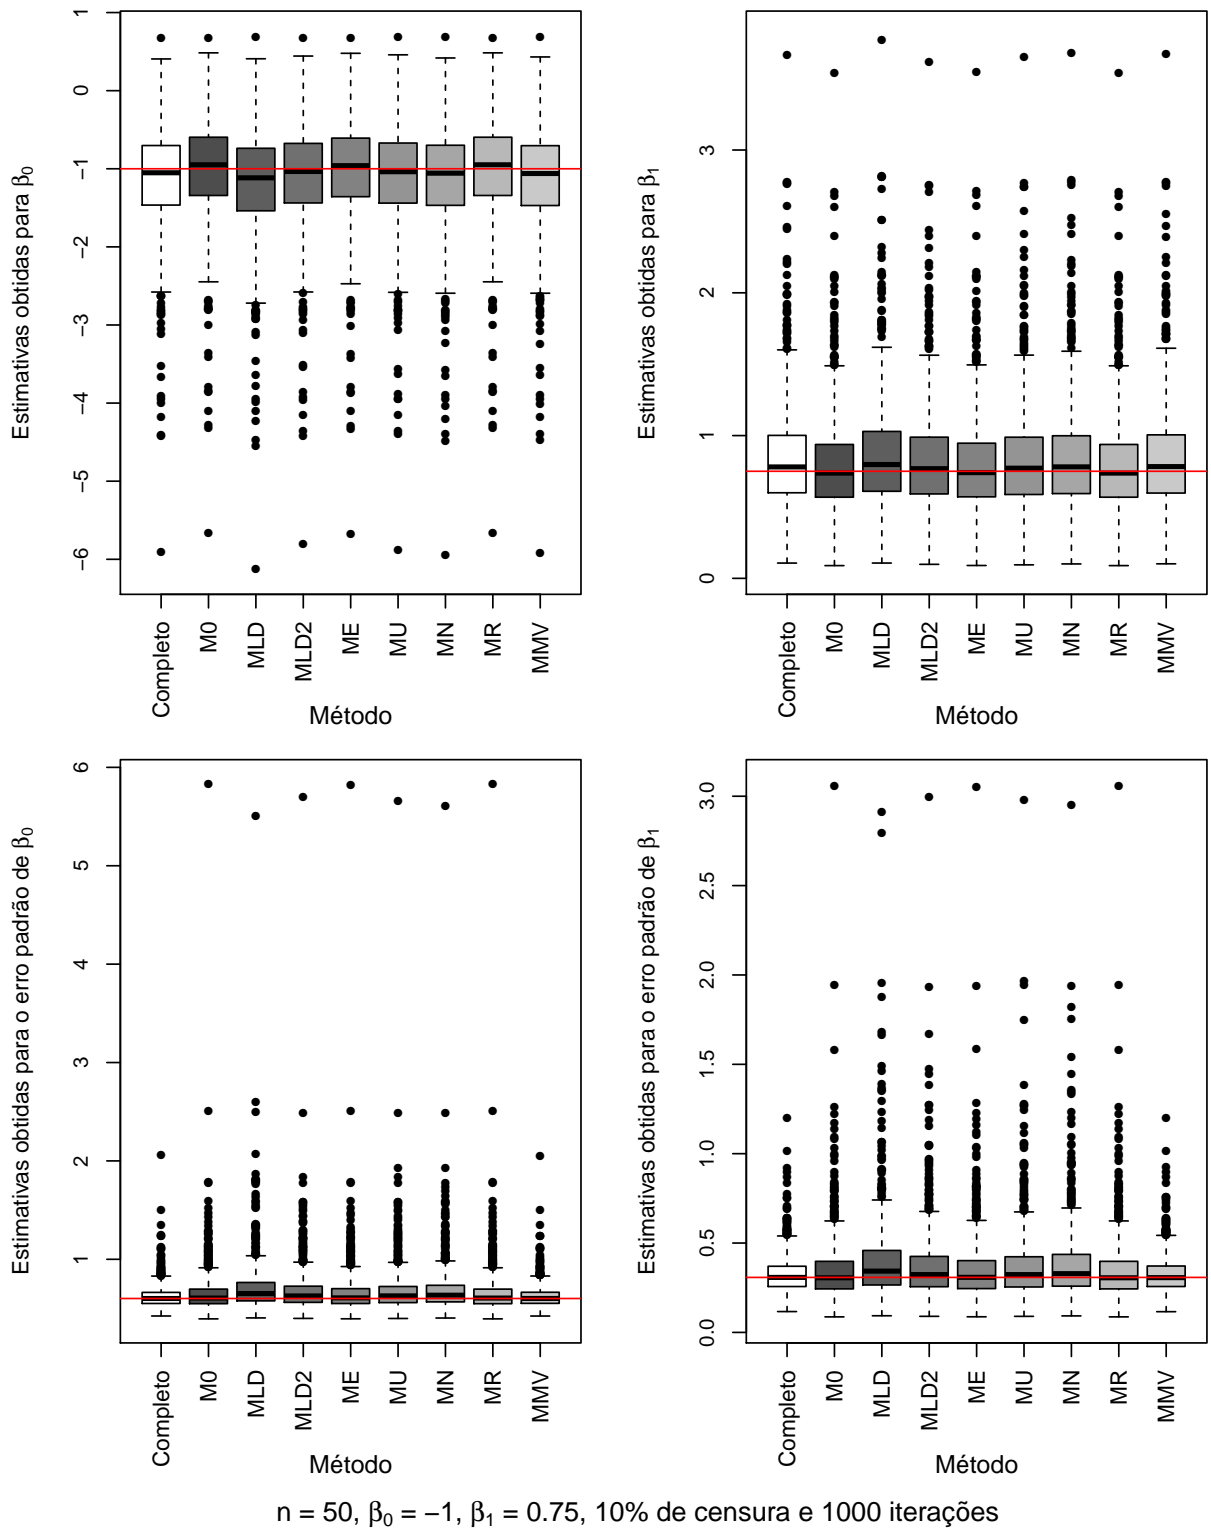 Estimativas obtidas para β₀
1
0
−1
−2
−3
−4
−5
−6
Completo
M0
MLD
MLD2
ME
MU
MN
MR
MMV
Método
Estimativas obtidas para β₁
3
2
1
0
Completo
M0
MLD
MLD2
ME
MU
MN
MR
MMV
Método
Estimativas obtidas para o erro padrão de β₀
6
5
4
3
2
1
Completo
M0
MLD
MLD2
ME
MU
MN
MR
MMV
Método
Estimativas obtidas para o erro padrão de β₁
3.0
2.5
2.0
1.5
1.0
0.5
0.0
Completo
M0
MLD
MLD2
ME
MU
MN
MR
MMV
Método
n = 50, β₀ = −1, β₁ = 0.75, 10% de censura e 1000 iterações